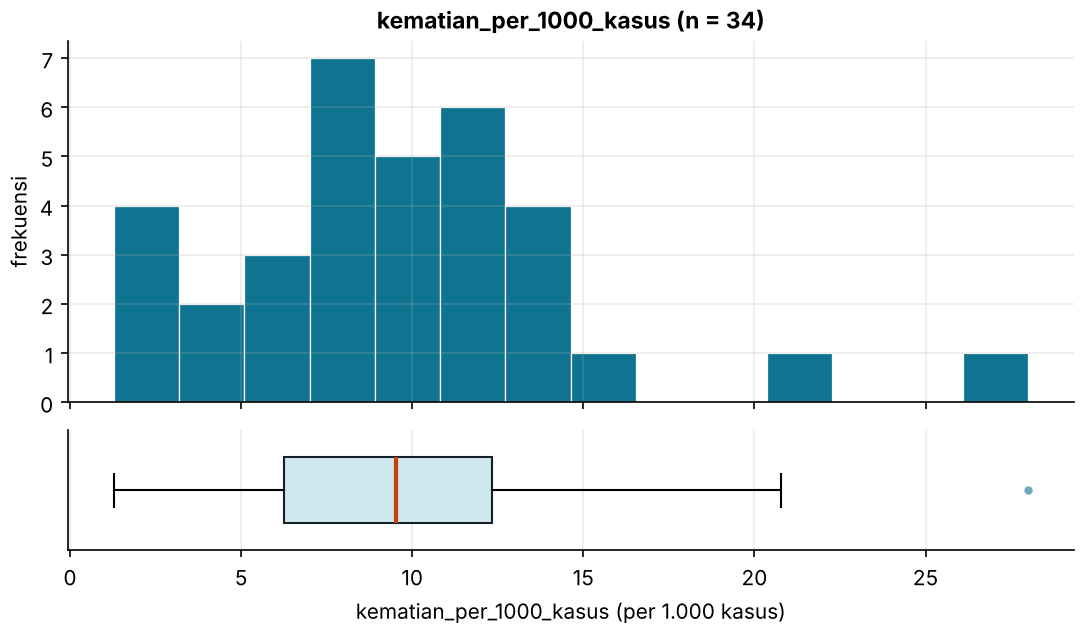 kematian_per_1000_kasus (n = 34)
frekuensi
7
6
5
4
3
2
1
0
0 5 10 15 20 25
kematian_per_1000_kasus (per 1.000 kasus)